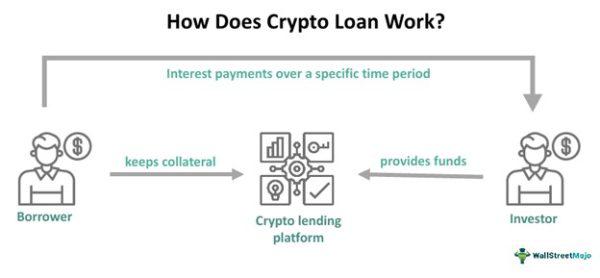 How Does Crypto Loan Work?
Interest payments over a specific time period
$
$
keeps collateral
provides funds
Borrower
Crypto lending
platform
Investor
WallStreetMojo